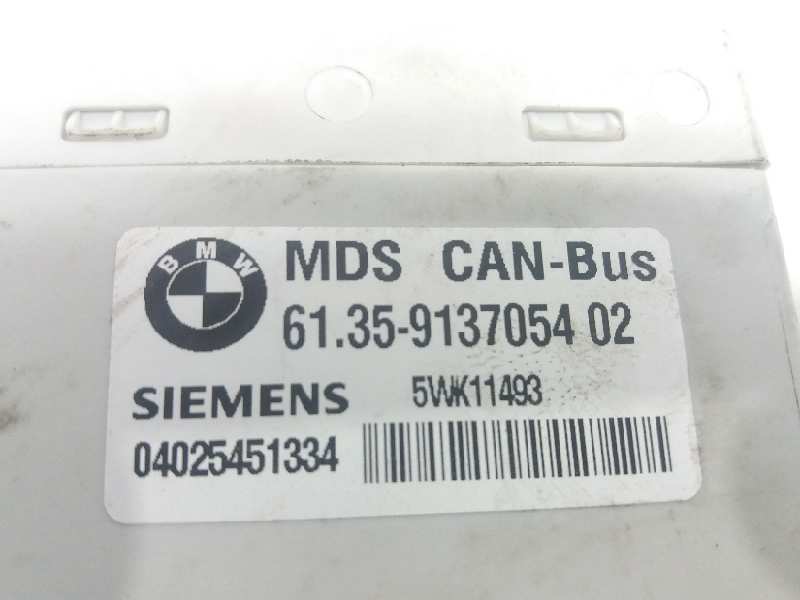 BMW
MDS CAN-Bus
61.35-9137054 02
SIEMENS 5WK11493
04025451334